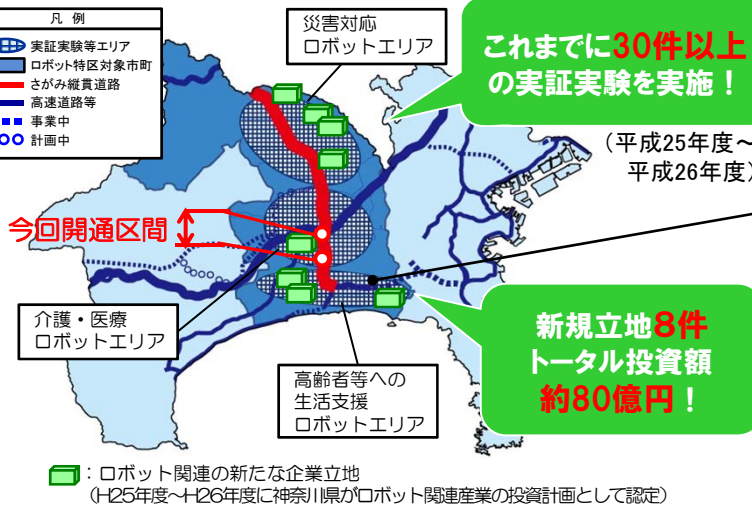 凡 例
実証実験等エリア
ロボット特区対象市町
さがみ縦貫道路
高速道路等
事業中
計画中
災害対応
ロボットエリア
これまでに30件以上
の実証実験を実施！
（平成25年度～
平成26年度）
今回開通区間
介護・医療
ロボットエリア
高齢者等への
生活支援
ロボットエリア
新規立地8件
トータル投資額
約80億円！
：ロボット関連の新たな企業立地
（H25年度～H26年度に神奈川県がロボット関連産業の投資計画として認定）